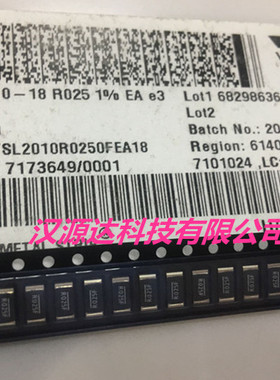 0-18 R025 1% EA e3 Lot1 68298636
Lot2
Batch No.: 20
SL2010R0250FEA18 Region: 6140
7173649/0001 7101024 ,LC
汉源达科技有限公司